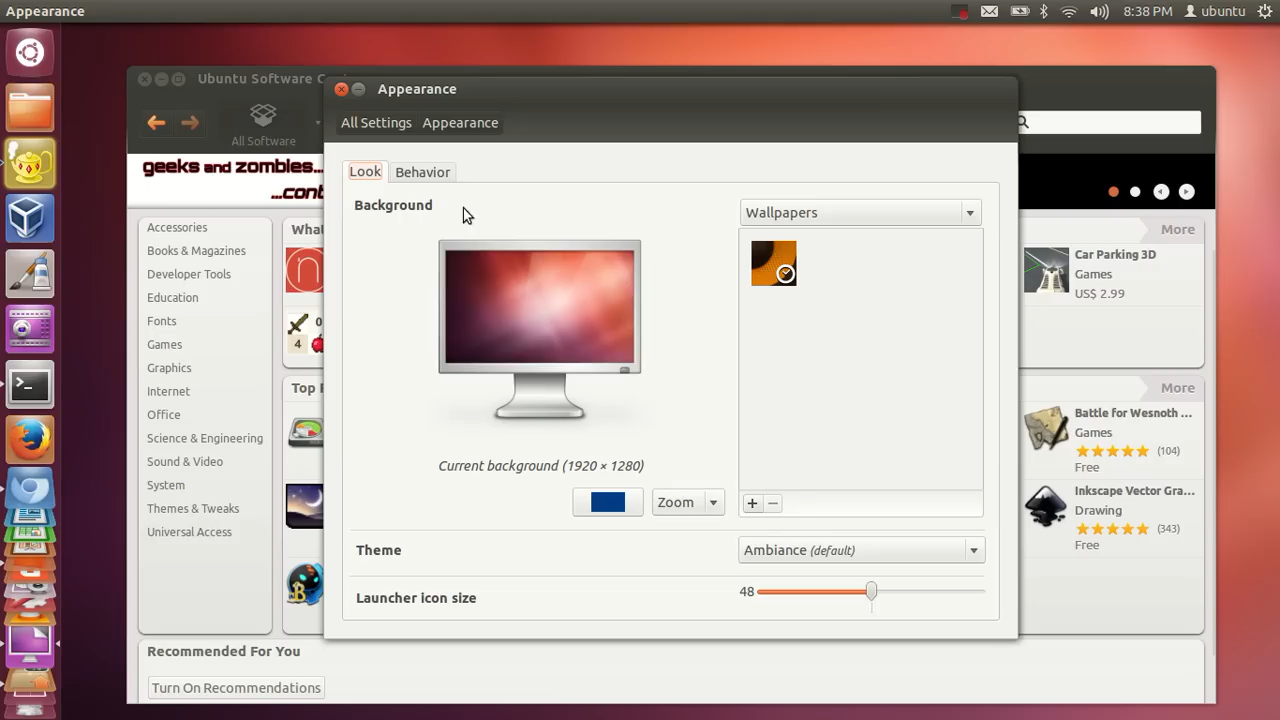 Appearance
8:38 PM
ubuntu
Ubuntu Software C
Appearance
All Settings Appearance
All Software
geeks and zombies...
...con
Look
Behavior
Background
Wallpapers
Accessories
Books & Magazines
Developer Tools
Education
Fonts
Games
Graphics
Internet
Office
Science & Engineering
Sound & Video
System
Themes & Tweaks
Universal Access
What
0
4
Top
More
Car Parking 3D
Games
US$ 2.99
More
Battle for Wesnoth ...
Games
(104)
Free
Inkscape Vector Gra...
Drawing
(343)
Free
Current background (1920 × 1280)
Zoom
Theme
Ambiance (default)
Launcher icon size
48
Recommended For You
Turn On Recommendations